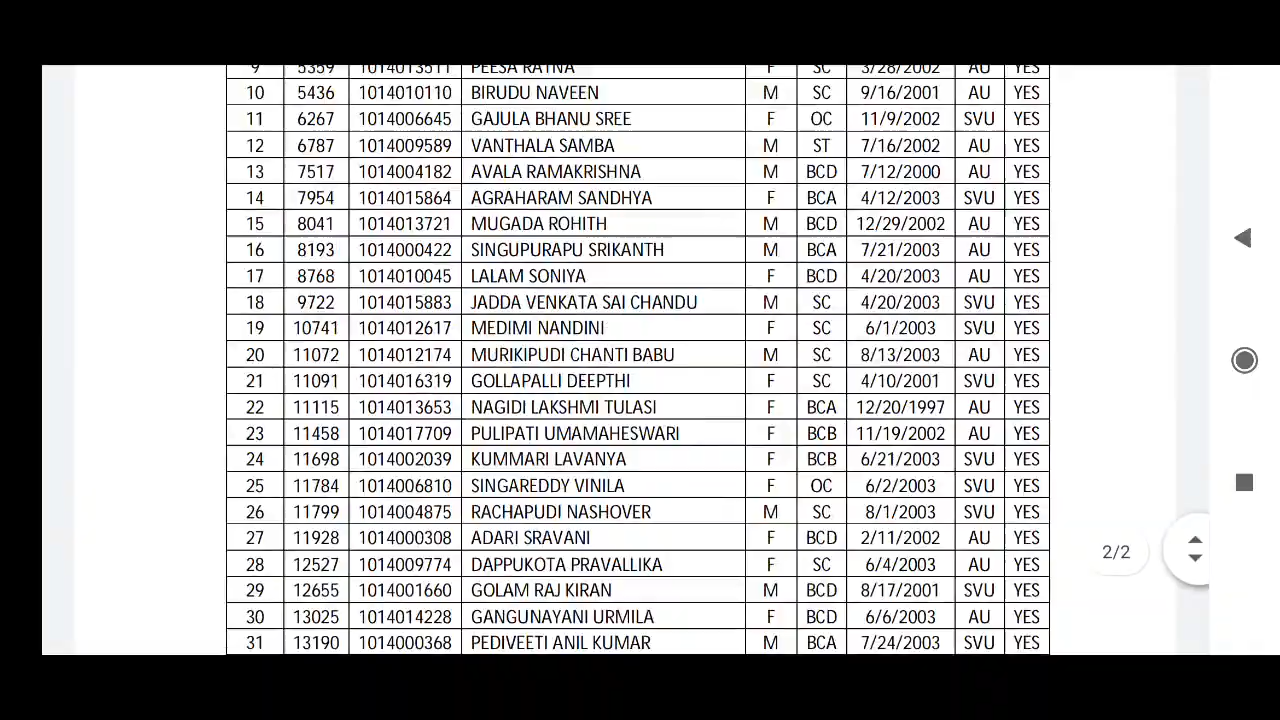 9 5359 1014013511 PEESA RATNA F SC 3/28/2002 AU YES
10 5436 1014010110 BIRUDU NAVEEN M SC 9/16/2001 AU YES
11 6267 1014006645 GAJULA BHANU SREE F OC 11/9/2002 SVU YES
12 6787 1014009589 VANTHALA SAMBA M ST 7/16/2002 AU YES
13 7517 1014004182 AVALA RAMAKRISHNA M BCD 7/12/2000 AU YES
14 7954 1014015864 AGRAHARAM SANDHYA F BCA 4/12/2003 SVU YES
15 8041 1014013721 MUGADA ROHITH M BCD 12/29/2002 AU YES
16 8193 1014000422 SINGUPURAPU SRIKANTH M BCA 7/21/2003 AU YES
17 8768 1014010045 LALAM SONIYA F BCD 4/20/2003 AU YES
18 9722 1014015883 JADDA VENKATA SAI CHANDU M SC 4/20/2003 SVU YES
19 10741 1014012617 MEDIMI NANDINI F SC 6/1/2003 SVU YES
20 11072 1014012174 MURIKIPUDI CHANTI BABU M SC 8/13/2003 AU YES
21 11091 1014016319 GOLLAPALLI DEEPTHI F SC 4/10/2001 SVU YES
22 11115 1014013653 NAGIDI LAKSHMI TULASI F BCA 12/20/1997 AU YES
23 11458 1014017709 PULIPATI UMAMAHESWARI F BCB 11/19/2002 AU YES
24 11698 1014002039 KUMMARI LAVANYA F BCB 6/21/2003 SVU YES
25 11784 1014006810 SINGAREDDY VINILA F OC 6/2/2003 SVU YES
26 11799 1014004875 RACHAPUDI NASHOVER M SC 8/1/2003 SVU YES
27 11928 1014000308 ADARI SRAVANI F BCD 2/11/2002 AU YES
28 12527 1014009774 DAPPUKOTA PRAVALLIKA F SC 6/4/2003 AU YES
29 12655 1014001660 GOLAM RAJ KIRAN M BCD 8/17/2001 SVU YES
30 13025 1014014228 GANGUNAYANI URMILA F BCD 6/6/2003 AU YES
31 13190 1014000368 PEDIVEETI ANIL KUMAR M BCA 7/24/2003 SVU YES
2/2